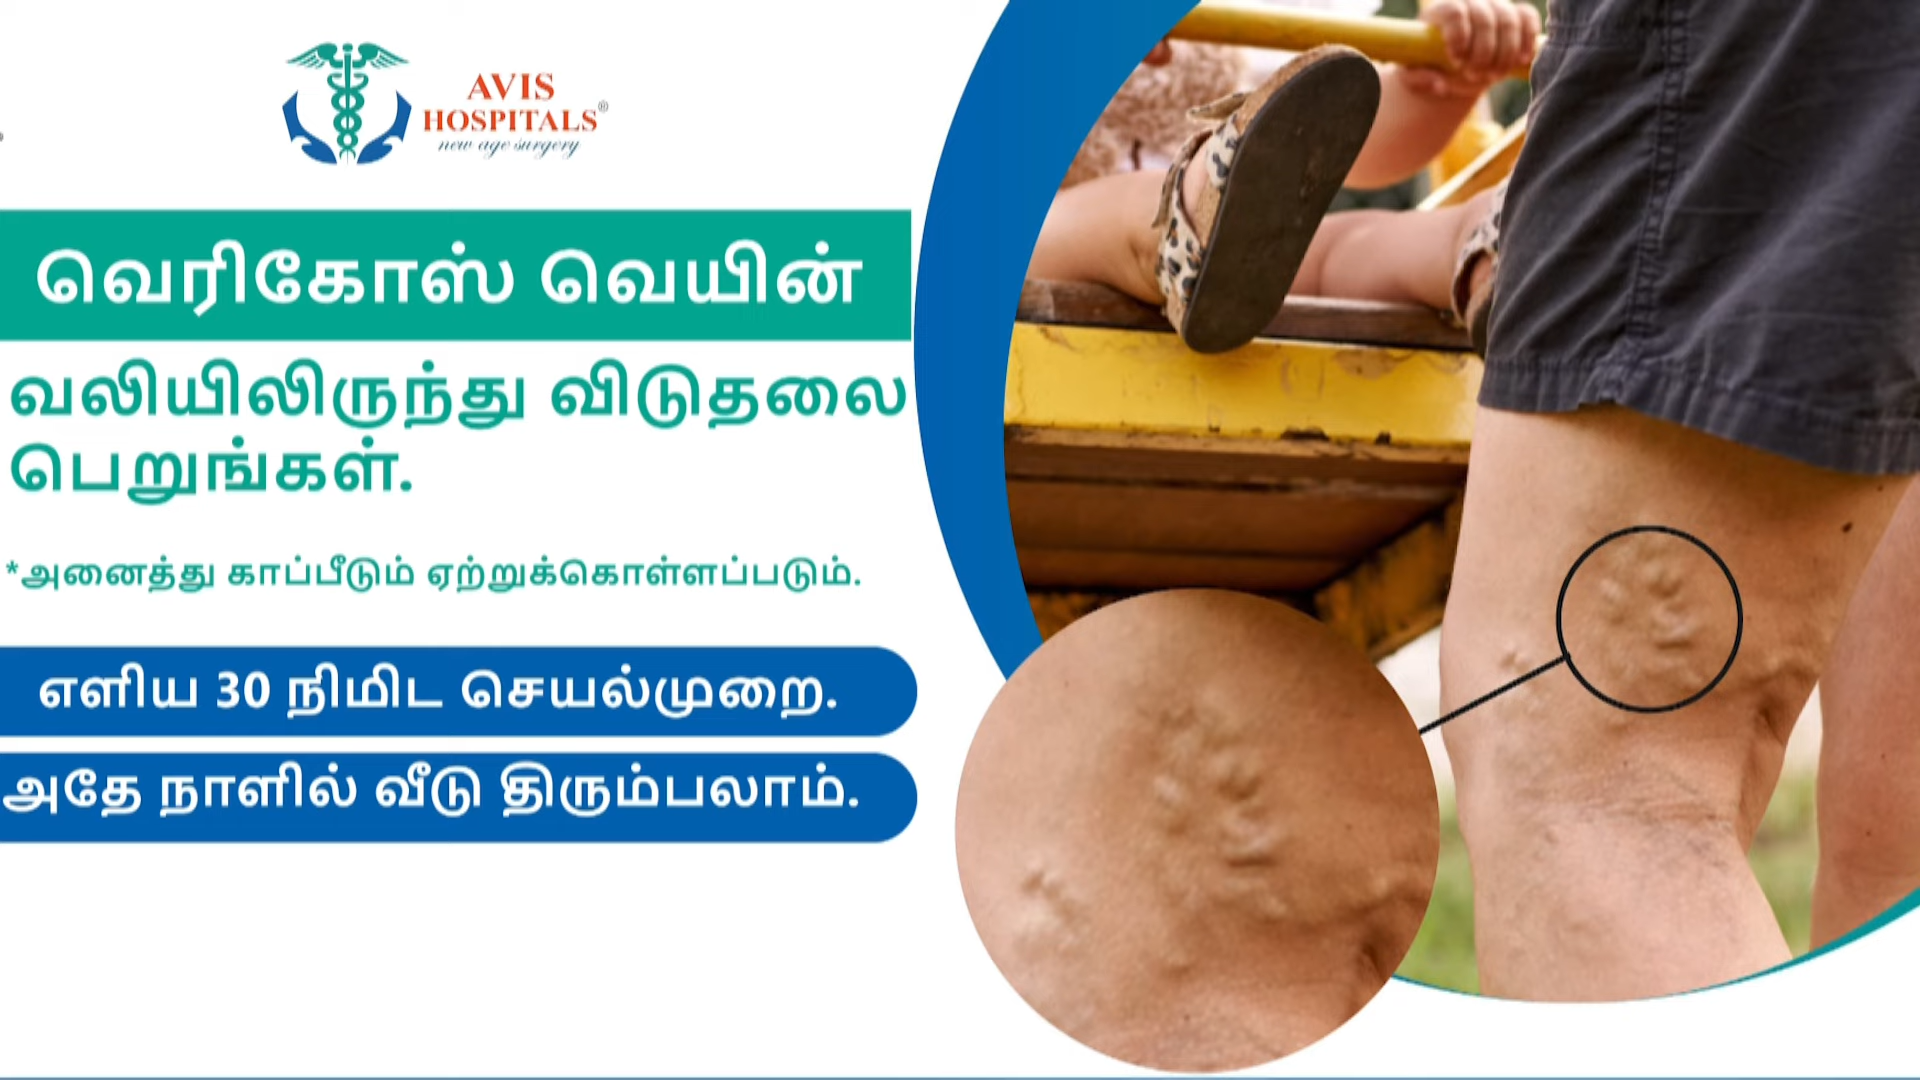 AVIS
HOSPITALS®
new age surgery
வெரிகோஸ் வெயின்
வலியிலிருந்து விடுதலை
பெறுங்கள்.
*அனைத்து காப்பீடும் ஏற்றுக்கொள்ளப்படும்.
எளிய 30 நிமிட செயல்முறை.
அதே நாளில் வீடு திரும்பலாம்.